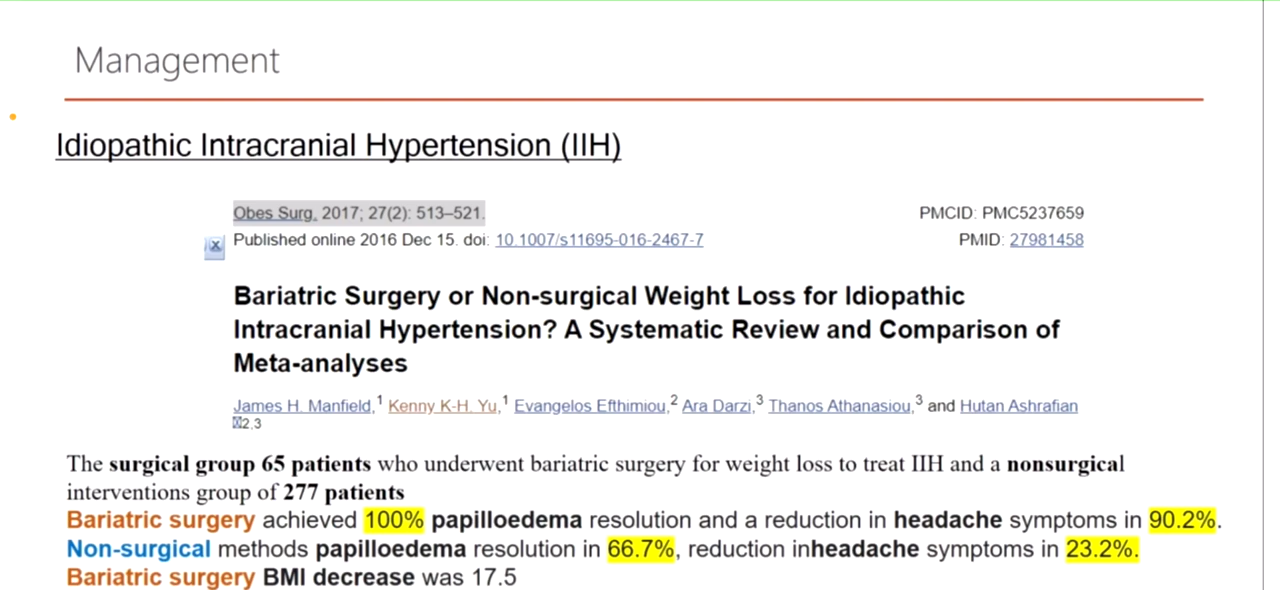 Management
Idiopathic Intracranial Hypertension (IIH)
Obes Surg. 2017; 27(2): 513–521.
PMCID: PMC5237659
Published online 2016 Dec 15. doi: 10.1007/s11695-016-2467-7
PMID: 27981458
Bariatric Surgery or Non-surgical Weight Loss for Idiopathic
Intracranial Hypertension? A Systematic Review and Comparison of
Meta-analyses
James H. Manfield,1 Kenny K-H. Yu,1 Evangelos Efthimiou,2 Ara Darzi,3 Thanos Athanasiou,3 and Hutan Ashrafian
2,3
The surgical group 65 patients who underwent bariatric surgery for weight loss to treat IIH and a nonsurgical
interventions group of 277 patients
Bariatric surgery achieved 100% papilloedema resolution and a reduction in headache symptoms in 90.2%.
Non-surgical methods papilloedema resolution in 66.7%, reduction inheadache symptoms in 23.2%.
Bariatric surgery BMI decrease was 17.5